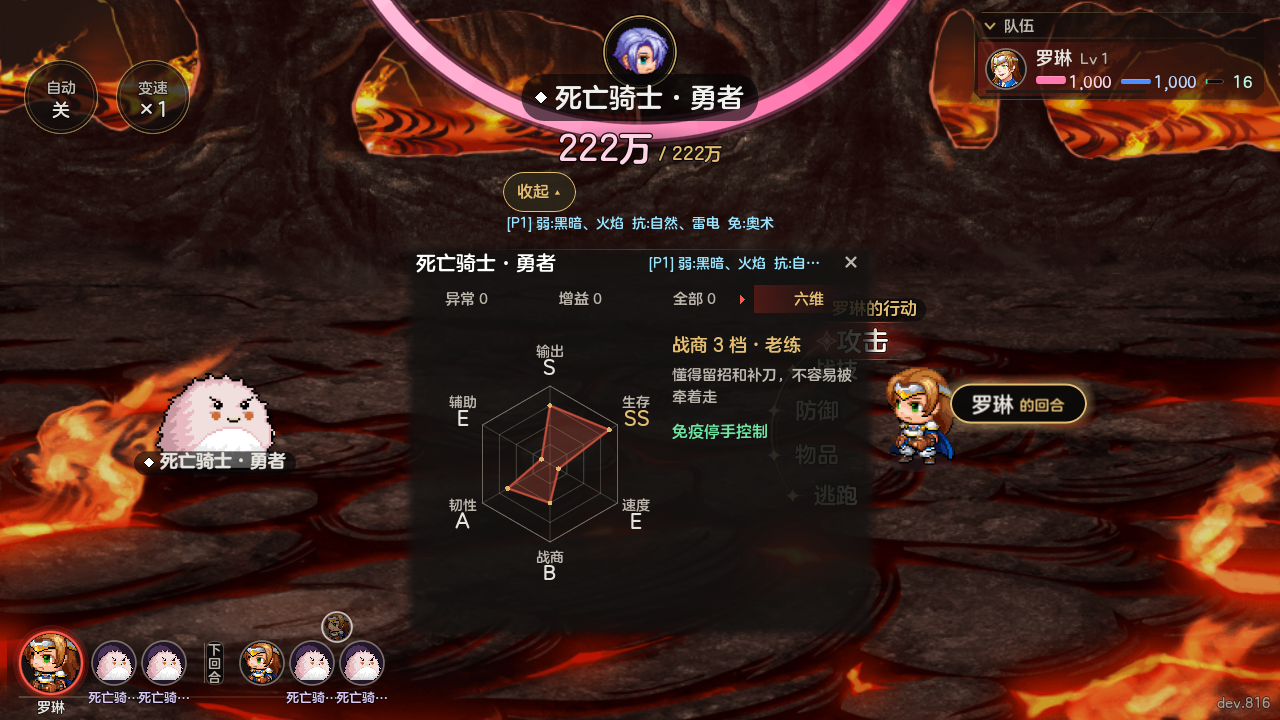 自动
关
变速
×1
死亡骑士·勇者
222万 / 222万
收起
[P1] 弱:黑暗、火焰 抗:自然、雷电 免:奥术
队伍
罗琳 Lv 1
1,000 1,000 16
死亡骑士·勇者
[P1] 弱:黑暗、火焰 抗:自…
×
异常 0
增益 0
全部 0
六维
罗琳的行动
攻击
战技
防御
物品
逃跑
战商 3 档·老练
懂得留招和补刀，不容易被
牵着走
免疫停手控制
输出
S
生存
SS
速度
E
战商
B
韧性
A
辅助
E
死亡骑士·勇者
罗琳 的回合
罗琳
死亡骑…
死亡骑…
下回合
死亡骑…
死亡骑…
dev.816